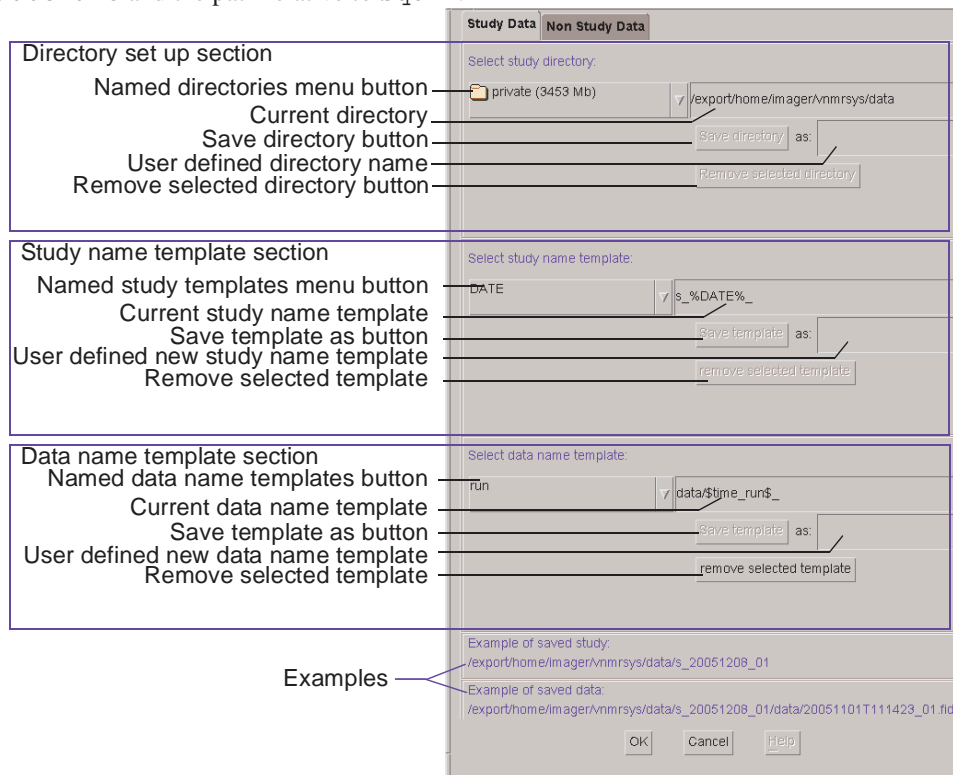 Study Data Non Study Data
Directory set up section
Select study directory:
Named directories menu button
private (3453 Mb)
/export/home/imager/vnmrsys/data
Current directory
Save directory button
Save directory as:
User defined directory name
Remove selected directory button
Remove selected directory
Study name template section
Select study name template:
Named study templates menu button
DATE
s_%DATE%_
Current study name template
Save template as button
Save template as:
User defined new study name template
Remove selected template
remove selected template
Data name template section
Select data name template:
Named data name templates button
run
data/$time_run$_
Current data name template
Save template as button
Save template as:
User defined new data name template
Remove selected template
remove selected template
Example of saved study:
/export/home/imager/vnmrsys/data/s_20051208_01
Examples
Example of saved data:
/export/home/imager/vnmrsys/data/s_20051208_01/data/20051101T111423_01.fid
OK Cancel Help